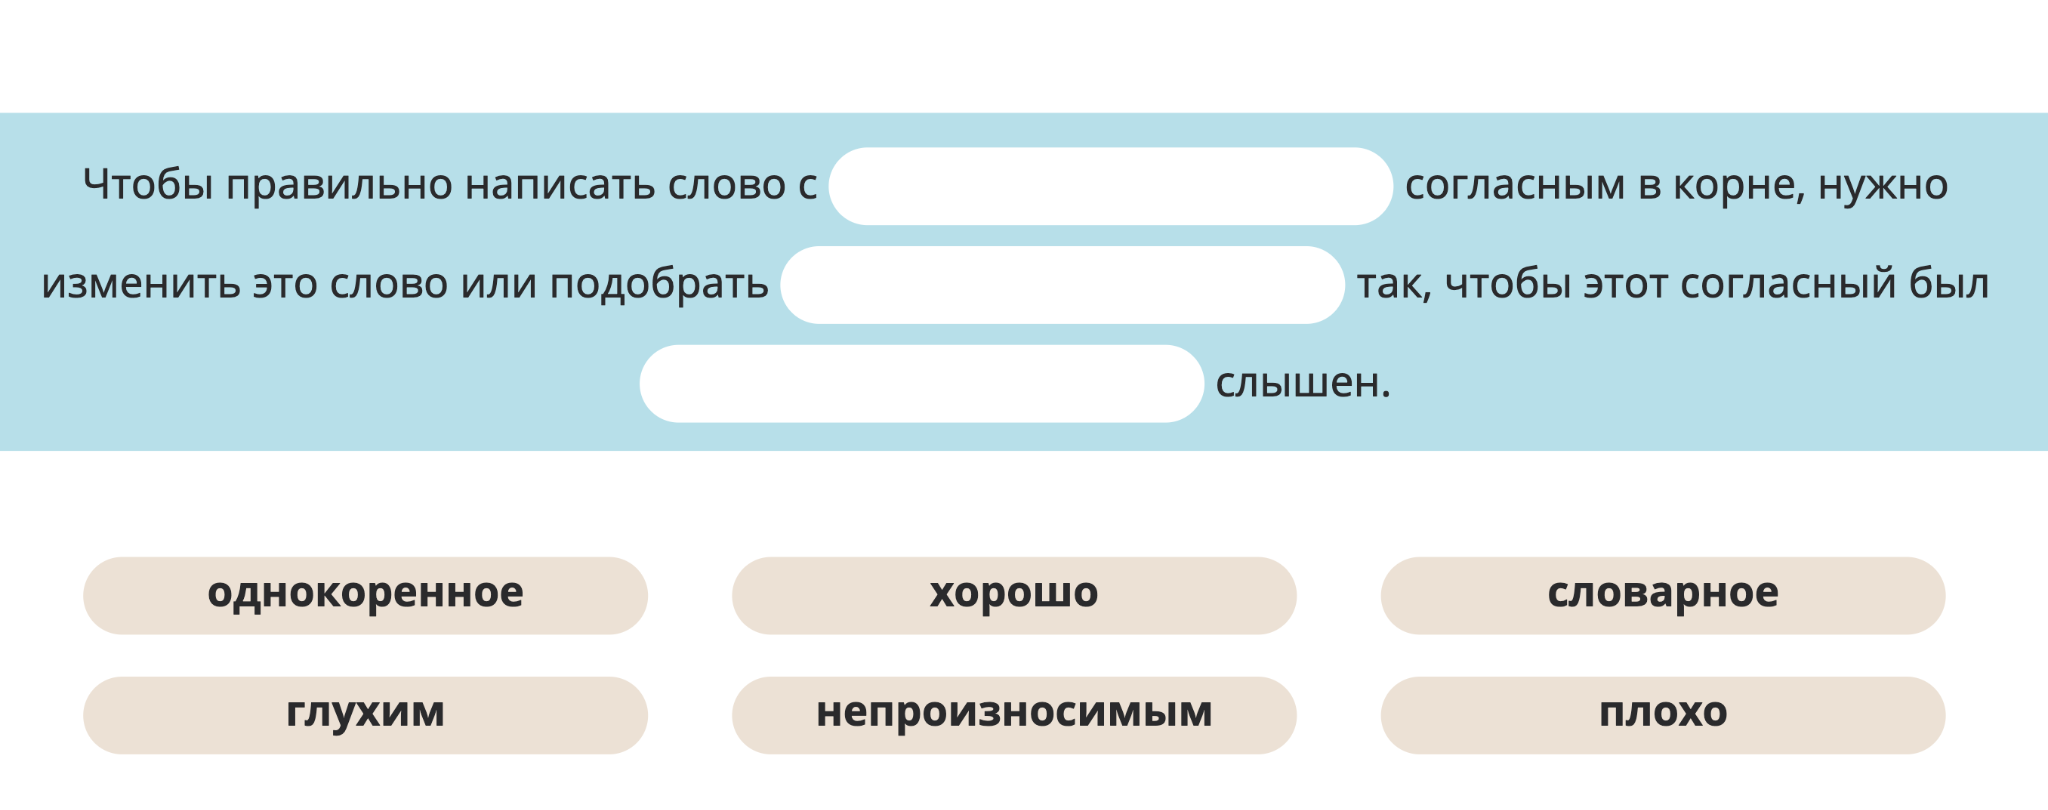 Чтобы правильно написать слово с согласным в корне, нужно
изменить это слово или подобрать так, чтобы этот согласный был
слышен.
однокоренное хорошо словарное
глухим непроизносимым плохо